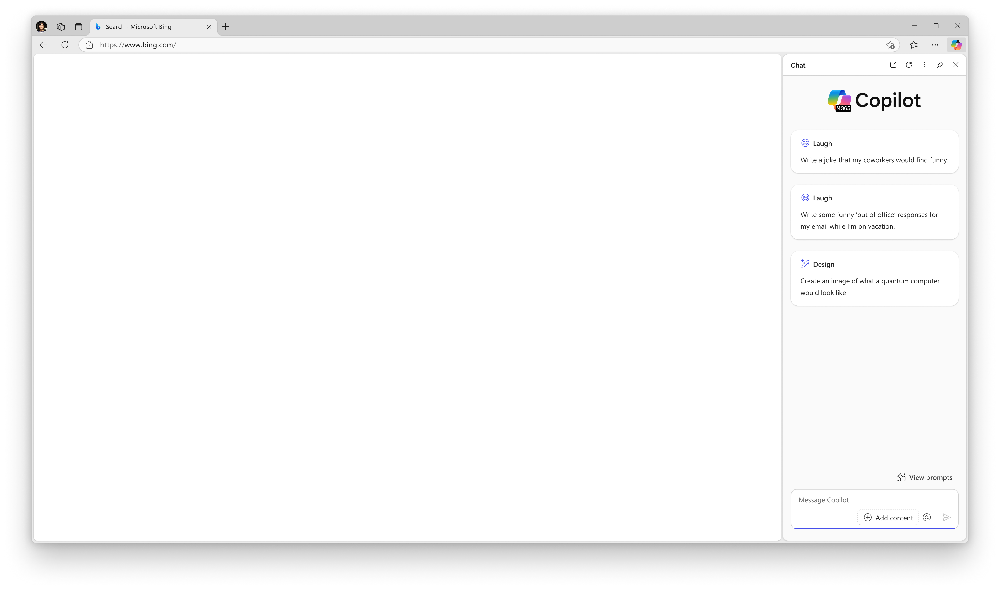 Search - Microsoft Bing
https://www.bing.com/
Chat
M365 Copilot
Laugh
Write a joke that my coworkers would find funny.
Laugh
Write some funny ‘out of office’ responses for
my email while I’m on vacation.
Design
Create an image of what a quantum computer
would look like
View prompts
Message Copilot
Add content